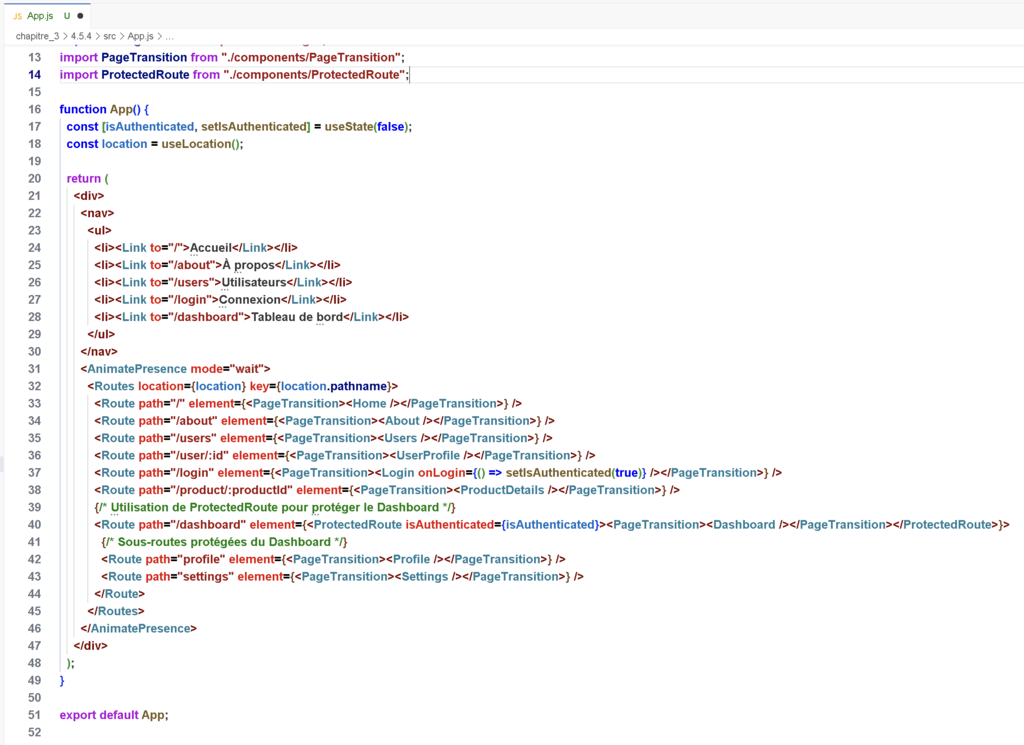 JS App.js U ●
chapitre_3 > 4.5.4 > src > App.js > ...
13 import PageTransition from "./components/PageTransition";
14 import ProtectedRoute from "./components/ProtectedRoute";
15
16 function App() {
17 const [isAuthenticated, setIsAuthenticated] = useState(false);
18 const location = useLocation();
19
20 return (
21 <div>
22 <nav>
23 <ul>
24 <li><Link to="/">Accueil</Link></li>
25 <li><Link to="/about">À propos</Link></li>
26 <li><Link to="/users">Utilisateurs</Link></li>
27 <li><Link to="/login">Connexion</Link></li>
28 <li><Link to="/dashboard">Tableau de bord</Link></li>
29 </ul>
30 </nav>
31 <AnimatePresence mode="wait">
32 <Routes location={location} key={location.pathname}>
33 <Route path="/" element={<PageTransition><Home /></PageTransition>} />
34 <Route path="/about" element={<PageTransition><About /></PageTransition>} />
35 <Route path="/users" element={<PageTransition><Users /></PageTransition>} />
36 <Route path="/user/:id" element={<PageTransition><UserProfile /></PageTransition>} />
37 <Route path="/login" element={<PageTransition><Login onLogin={() => setIsAuthenticated(true)} /></PageTransition>} />
38 <Route path="/product/:productId" element={<PageTransition><ProductDetails /></PageTransition>} />
39 {/* Utilisation de ProtectedRoute pour protéger le Dashboard */}
40 <Route path="/dashboard" element={<ProtectedRoute isAuthenticated={isAuthenticated}><PageTransition><Dashboard /></PageTransition></ProtectedRoute>}>
41 {/* Sous-routes protégées du Dashboard */}
42 <Route path="profile" element={<PageTransition><Profile /></PageTransition>} />
43 <Route path="settings" element={<PageTransition><Settings /></PageTransition>} />
44 </Route>
45 </Routes>
46 </AnimatePresence>
47 </div>
48 );
49 }
50
51 export default App;
52